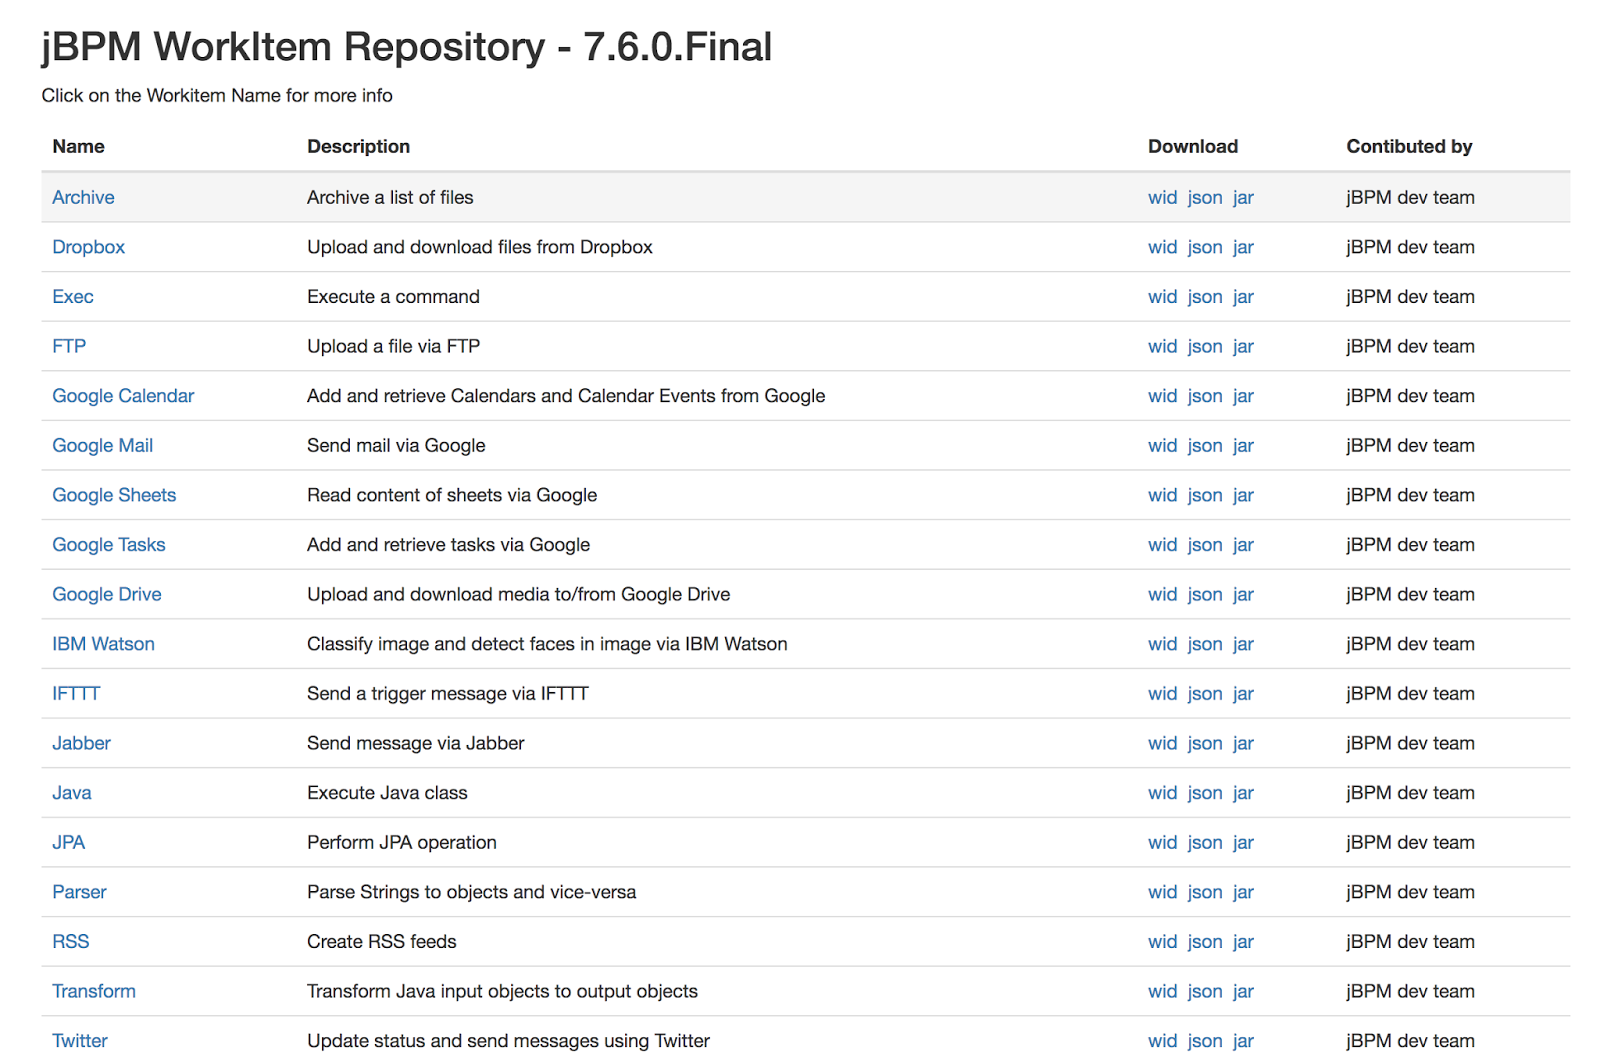 jBPM WorkItem Repository - 7.6.0.Final
Click on the Workitem Name for more info
Name Description Download Contibuted by
Archive Archive a list of files wid json jar jBPM dev team
Dropbox Upload and download files from Dropbox wid json jar jBPM dev team
Exec Execute a command wid json jar jBPM dev team
FTP Upload a file via FTP wid json jar jBPM dev team
Google Calendar Add and retrieve Calendars and Calendar Events from Google wid json jar jBPM dev team
Google Mail Send mail via Google wid json jar jBPM dev team
Google Sheets Read content of sheets via Google wid json jar jBPM dev team
Google Tasks Add and retrieve tasks via Google wid json jar jBPM dev team
Google Drive Upload and download media to/from Google Drive wid json jar jBPM dev team
IBM Watson Classify image and detect faces in image via IBM Watson wid json jar jBPM dev team
IFTTT Send a trigger message via IFTTT wid json jar jBPM dev team
Jabber Send message via Jabber wid json jar jBPM dev team
Java Execute Java class wid json jar jBPM dev team
JPA Perform JPA operation wid json jar jBPM dev team
Parser Parse Strings to objects and vice-versa wid json jar jBPM dev team
RSS Create RSS feeds wid json jar jBPM dev team
Transform Transform Java input objects to output objects wid json jar jBPM dev team
Twitter Update status and send messages using Twitter wid json jar jBPM dev team